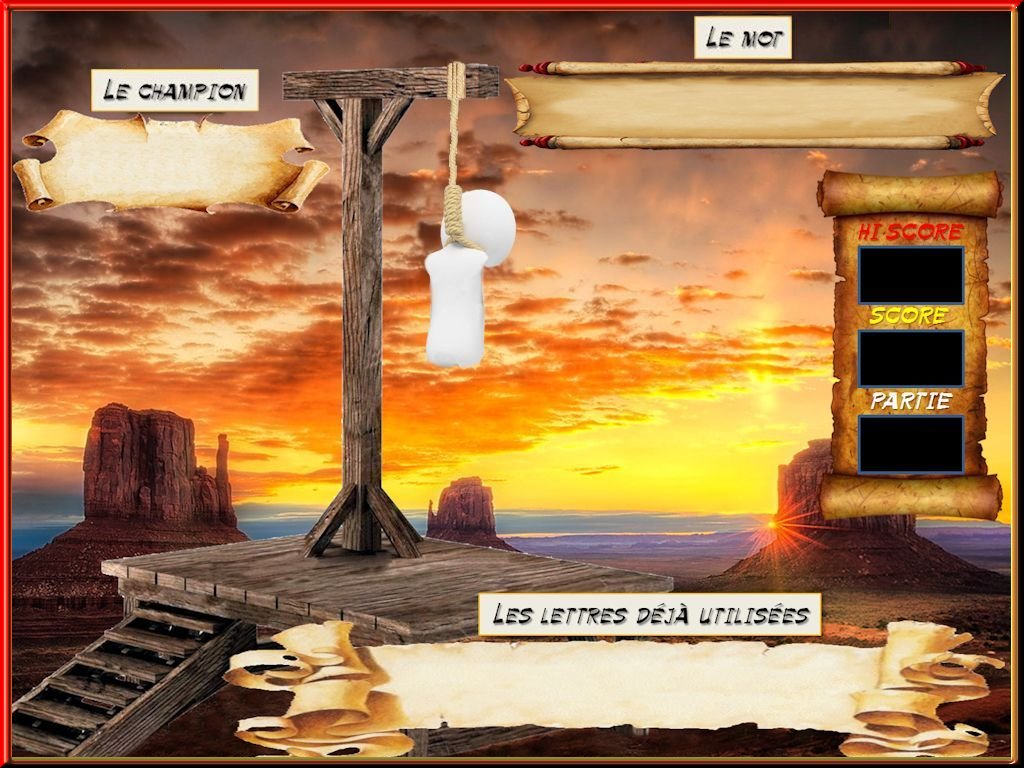 Le mot
Le champion
Hi-Score
Score
Partie
Les lettres déjà utilisées